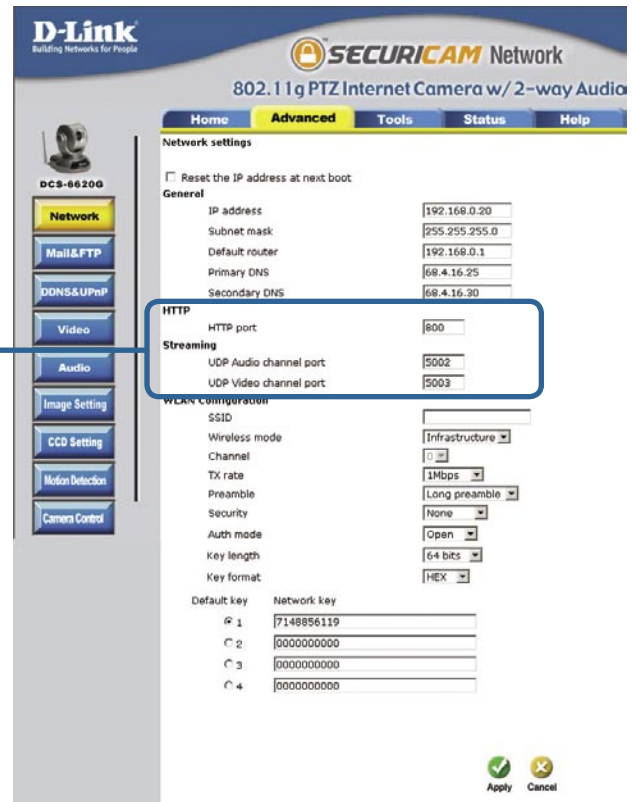 D-Link
Building Networks for People
SECURICAM Network
802.11g PTZ Internet Camera w/ 2-way Audio
Home Advanced Tools Status Help
DCS-6620G
Network
Mail&FTP
DDNS&UPnP
Video
Audio
Image Setting
CCD Setting
Motion Detection
Camera Control
Network settings
Reset the IP address at next boot
General
IP address 192.168.0.20
Subnet mask 255.255.255.0
Default router 192.168.0.1
Primary DNS 68.4.16.25
Secondary DNS 68.4.16.30
HTTP
HTTP port 800
Streaming
UDP Audio channel port 5002
UDP Video channel port 5003
WLAN Configuration
SSID
Wireless mode Infrastructure
Channel 0
TX rate 1Mbps
Preamble Long preamble
Security None
Auth mode Open
Key length 64 bits
Key format HEX
Default key Network key
1 7148856119
2 0000000000
3 0000000000
4 0000000000
Apply Cancel